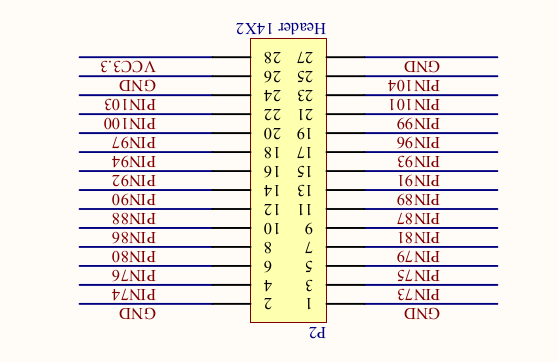 P2
GND 1 2 GND
PIN73 3 4 PIN74
PIN75 5 6 PIN76
PIN79 7 8 PIN80
PIN81 9 10 PIN86
PIN87 11 12 PIN88
PIN89 13 14 PIN90
PIN91 15 16 PIN92
PIN93 17 18 PIN94
PIN96 19 20 PIN97
PIN99 21 22 PIN100
PIN101 23 24 PIN103
PIN104 25 26 GND
GND 27 28 VCC3.3
Header 14X2